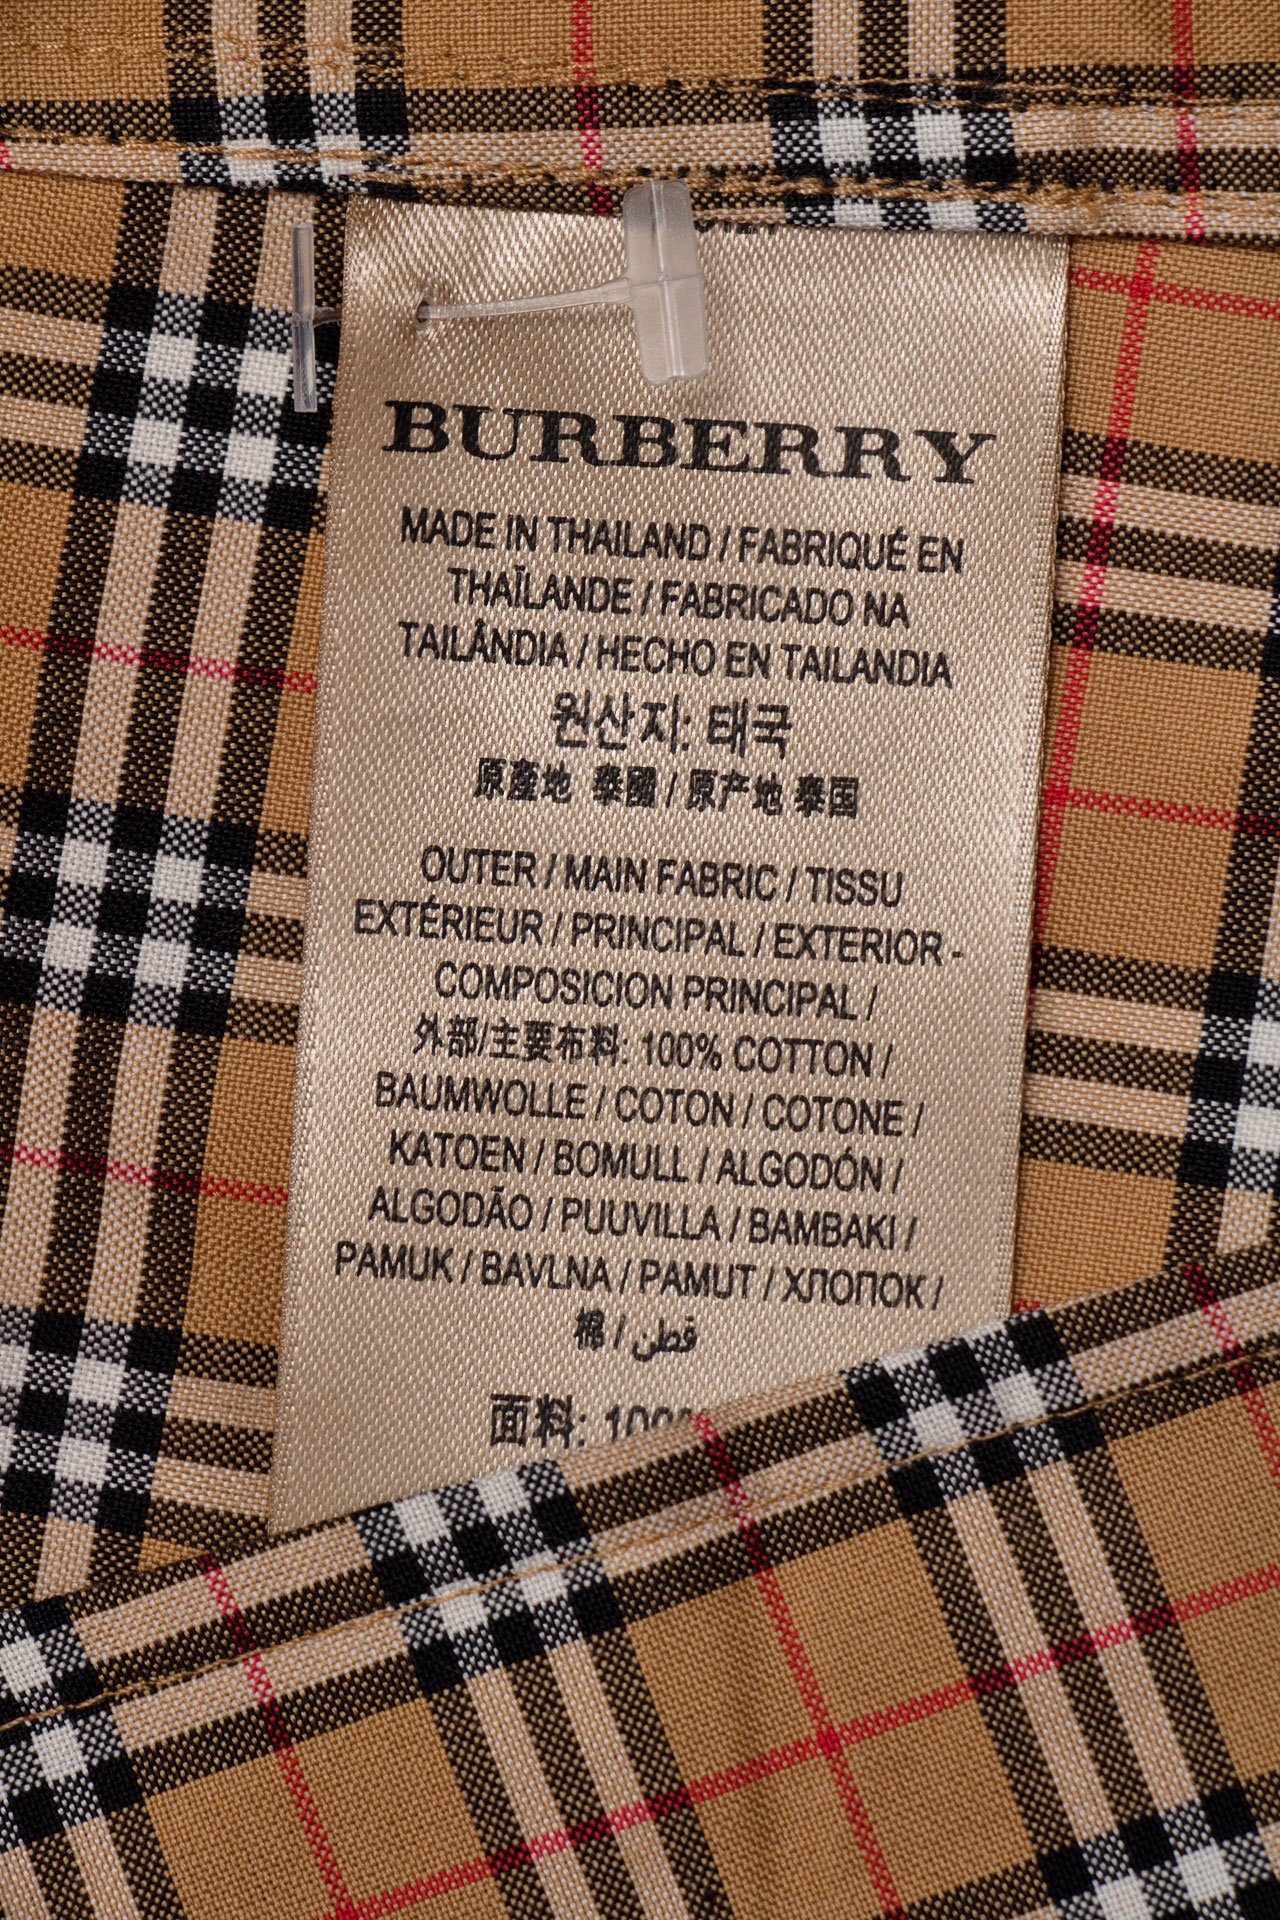 BURBERRY
MADE IN THAILAND / FABRIQUÉ EN
THAÏLANDE / FABRICADO NA
TAILÂNDIA / HECHO EN TAILANDIA
원산지: 태국
原產地 泰國 / 原产地 泰国
OUTER / MAIN FABRIC / TISSU
EXTÉRIEUR / PRINCIPAL / EXTERIOR -
COMPOSICION PRINCIPAL /
外部/主要布料: 100% COTTON /
BAUMWOLLE / COTON / COTONE /
KATOEN / BOMULL / ALGODÓN /
ALGODÃO / PUUVILLA / BAMBAKI /
PAMUK / BAVLNA / PAMUT / ХЛОПОК /
棉 / قطن
面料: